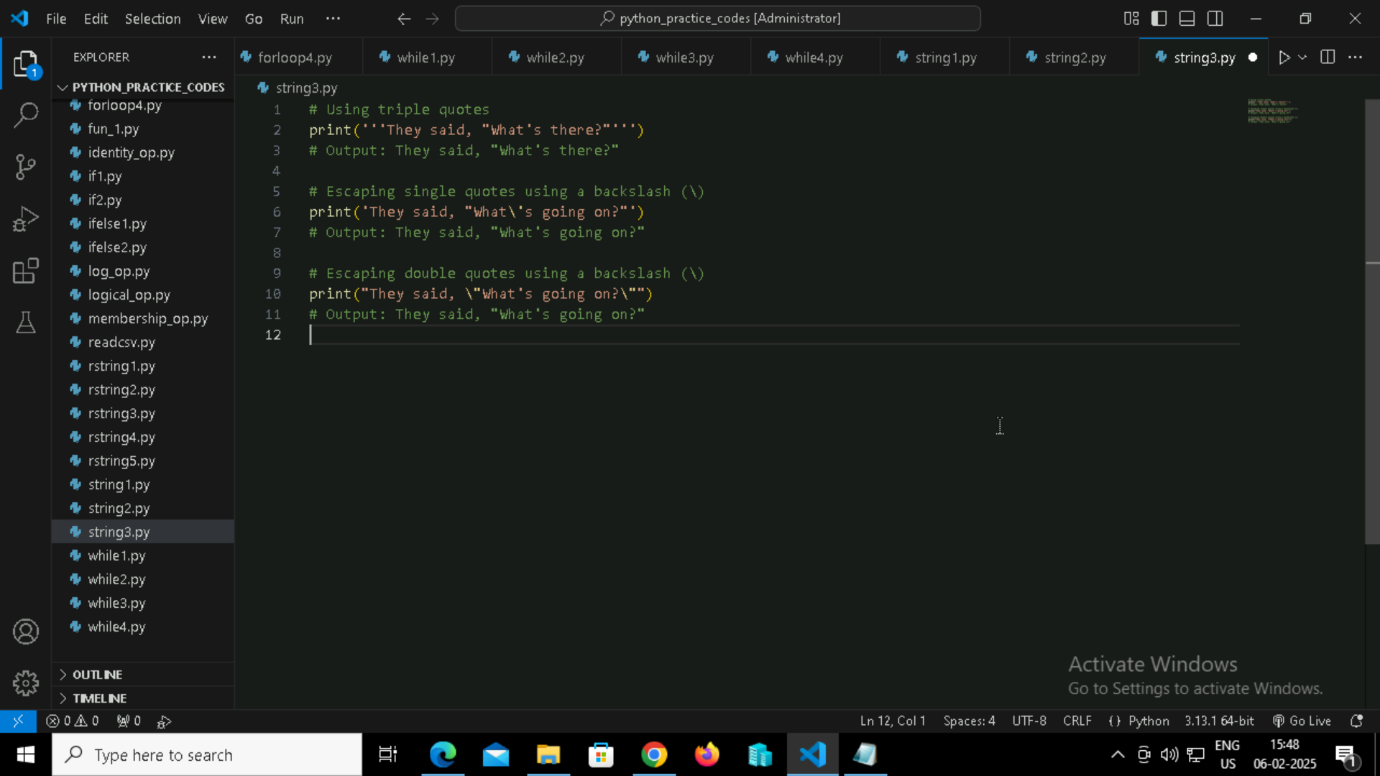 File Edit Selection View Go Run ··· python_practice_codes [Administrator]
EXPLORER ···
forloop4.py while1.py while2.py while3.py while4.py string1.py string2.py string3.py
PYTHON_PRACTICE_CODES
forloop4.py
fun_1.py
identity_op.py
if1.py
if2.py
ifelse1.py
ifelse2.py
log_op.py
logical_op.py
membership_op.py
readcsv.py
rstring1.py
rstring2.py
rstring3.py
rstring4.py
rstring5.py
string1.py
string2.py
string3.py
while1.py
while2.py
while3.py
while4.py
OUTLINE
TIMELINE
1
string3.py
1 # Using triple quotes
2 print('''They said, "What's there?"''')
3 # Output: They said, "What's there?"
4
5 # Escaping single quotes using a backslash (\)
6 print('They said, "What\'s going on?"')
7 # Output: They said, "What's going on?"
8
9 # Escaping double quotes using a backslash (\)
10 print("They said, \"What's going on?\"")
11 # Output: They said, "What's going on?"
12
Activate Windows
Go to Settings to activate Windows.
0 0 0 Ln 12, Col 1 Spaces: 4 UTF-8 CRLF {} Python 3.13.1 64-bit Go Live
Type here to search
ENG
US
15:48
06-02-2025
1